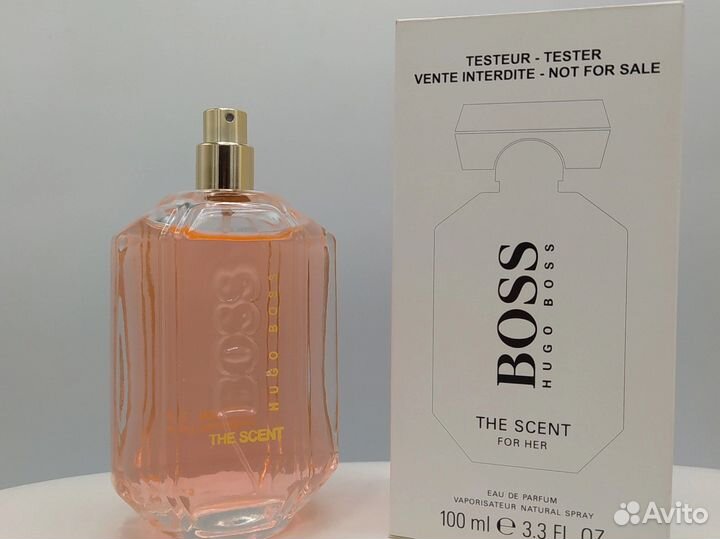 BOSS
HUGO BOSS
THE SCENT
TESTEUR - TESTER
VENTE INTERDITE - NOT FOR SALE
BOSS
HUGO BOSS
THE SCENT
FOR HER
EAU DE PARFUM
VAPORISATEUR NATURAL SPRAY
100 ml ℮ 3.3 FL OZ
Avito